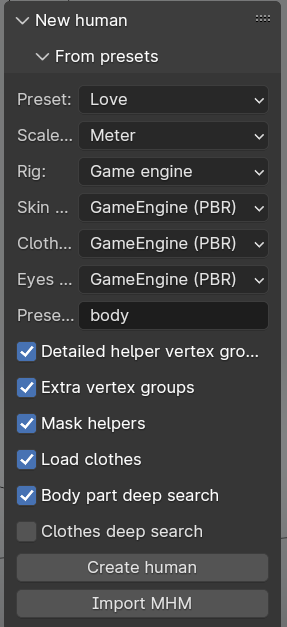 New human
From presets
Preset: Love
Scale... Meter
Rig: Game engine
Skin ... GameEngine (PBR)
Cloth... GameEngine (PBR)
Eyes ... GameEngine (PBR)
Prese... body
Detailed helper vertex gro...
Extra vertex groups
Mask helpers
Load clothes
Body part deep search
Clothes deep search
Create human
Import MHM